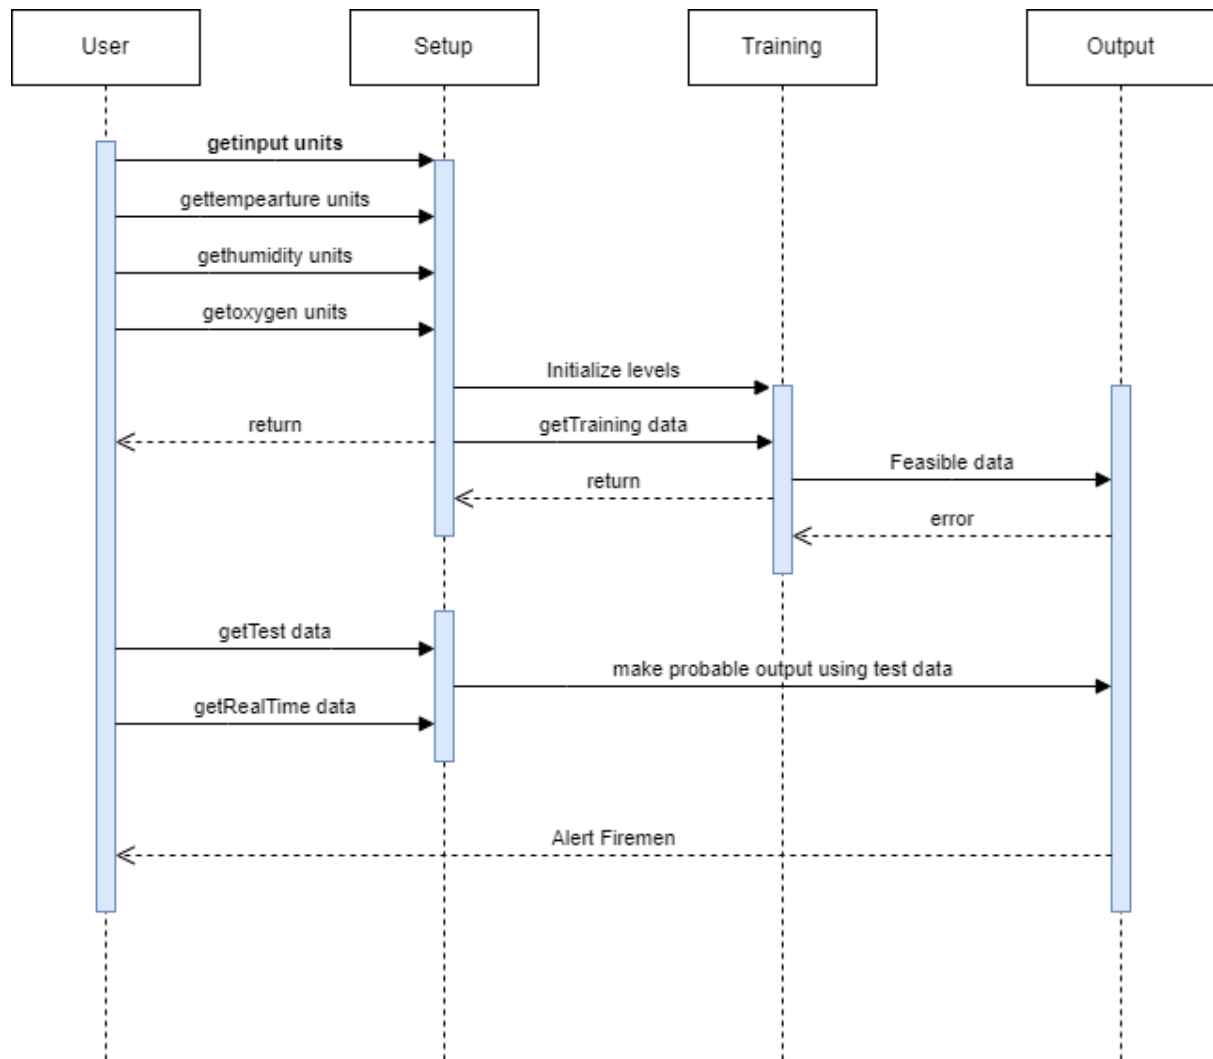 User
Setup
Training
Output
getinput units
gettempearture units
gethumidity units
getoxygen units
Initialize levels
return
getTraining data
Feasible data
return
error
getTest data
make probable output using test data
getRealTime data
Alert Firemen